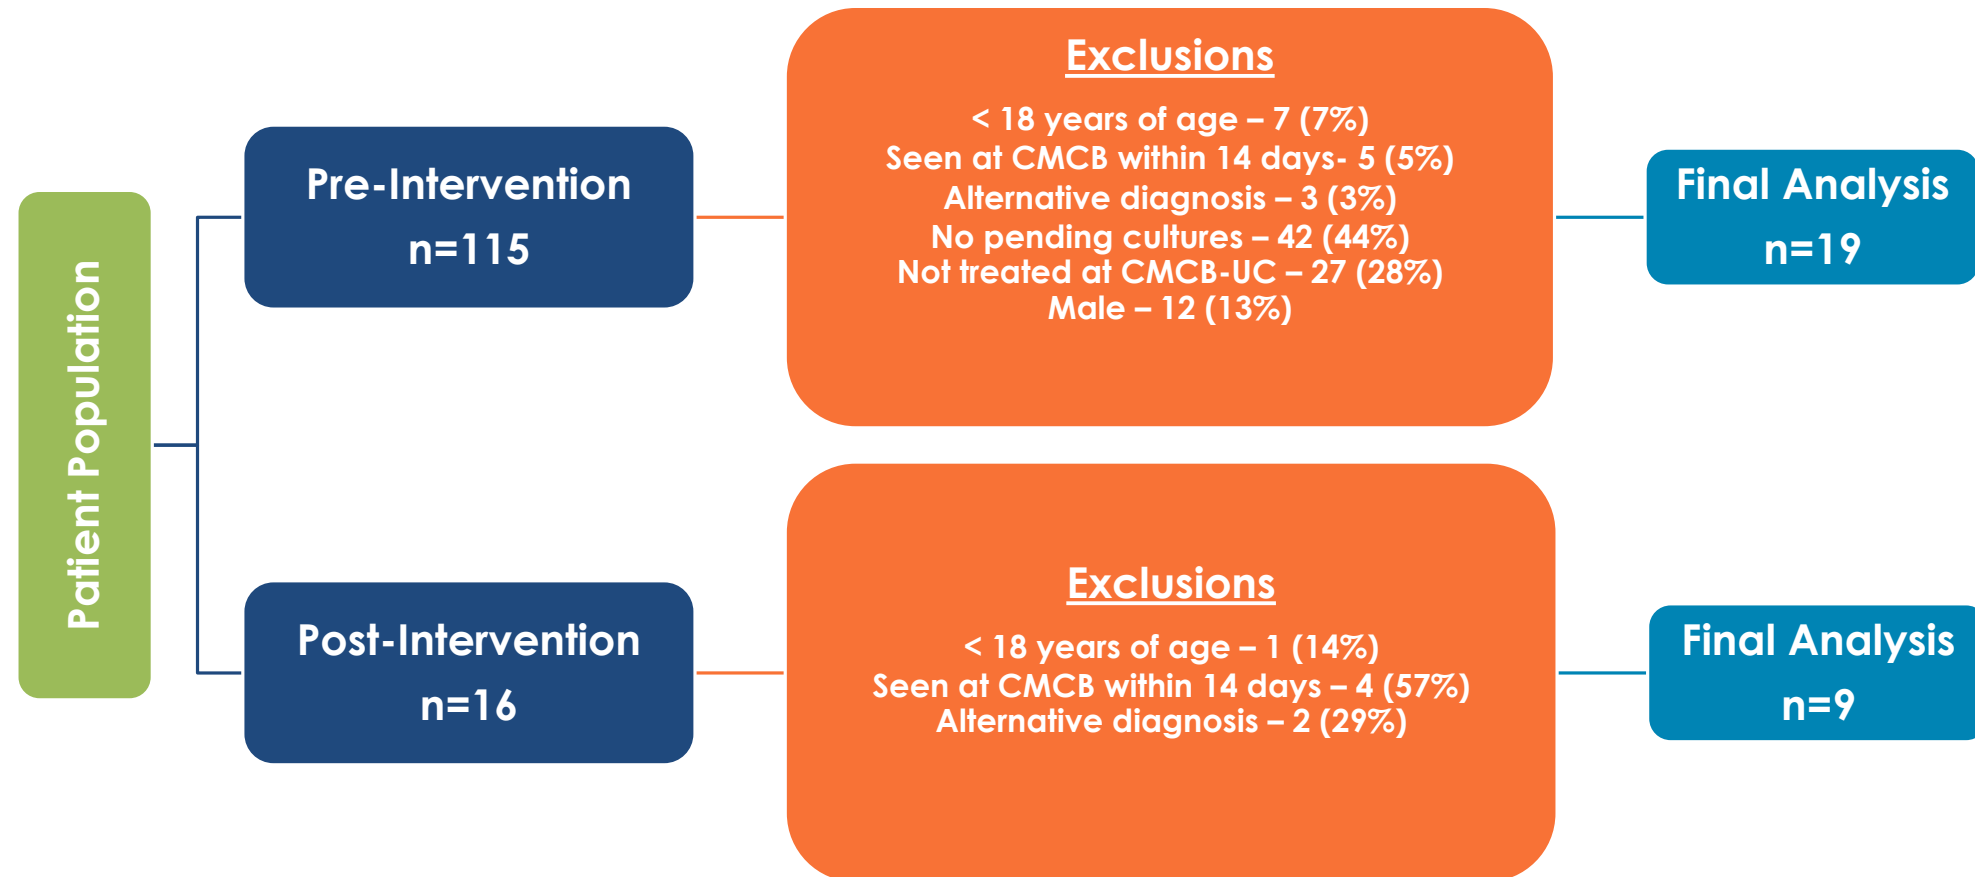 Patient Population
Pre-Intervention
n=115
Exclusions
< 18 years of age – 7 (7%)
Seen at CMCB within 14 days- 5 (5%)
Alternative diagnosis – 3 (3%)
No pending cultures – 42 (44%)
Not treated at CMCB-UC – 27 (28%)
Male – 12 (13%)
Final Analysis
n=19
Post-Intervention
n=16
Exclusions
< 18 years of age – 1 (14%)
Seen at CMCB within 14 days – 4 (57%)
Alternative diagnosis – 2 (29%)
Final Analysis
n=9